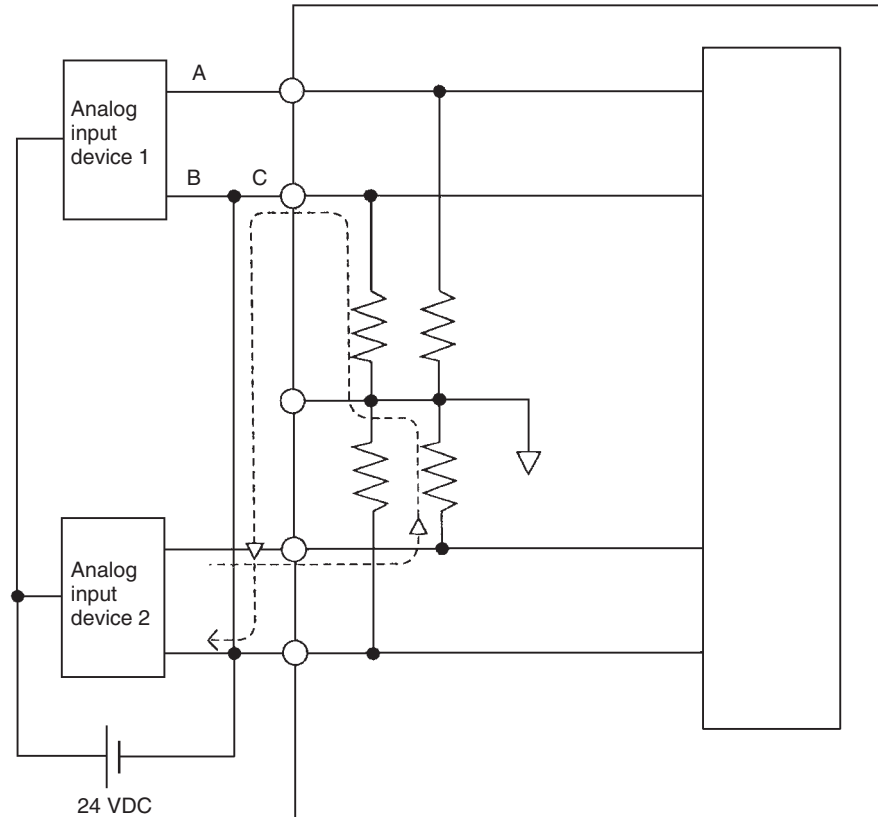 A
Analog
input
device 1
B
C
Analog
input
device 2
24 VDC